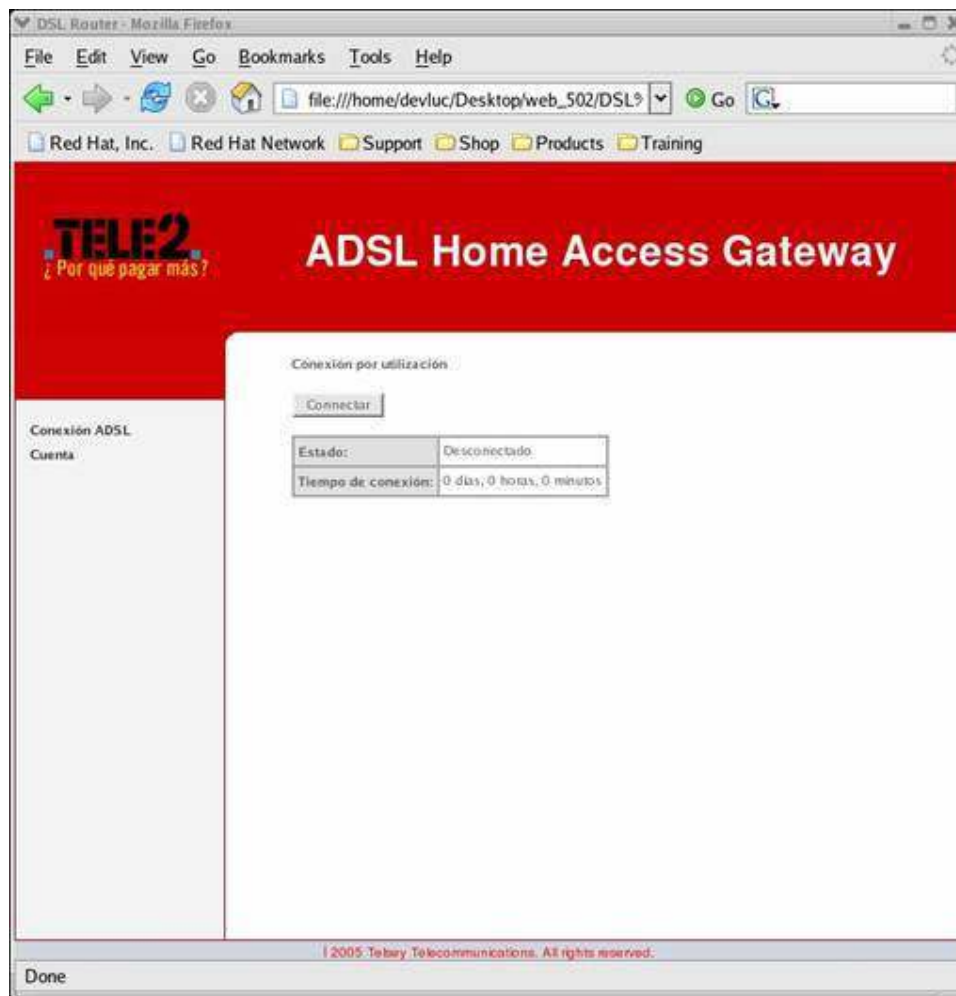 DSL Router - Mozilla Firefox
File Edit View Go Bookmarks Tools Help
file:///home/devluc/Desktop/web_502/DSL Go G
Red Hat, Inc. Red Hat Network Support Shop Products Training
TELE2
¿Por qué pagar más?
ADSL Home Access Gateway
Conexión por utilización
Connectar
Conexión ADSL
Cuenta
Estado: Desconectado
Tiempo de conexión: 0 dias, 0 horas, 0 minutos
2005 Telsey Telecommunications. All rights reserved.
Done